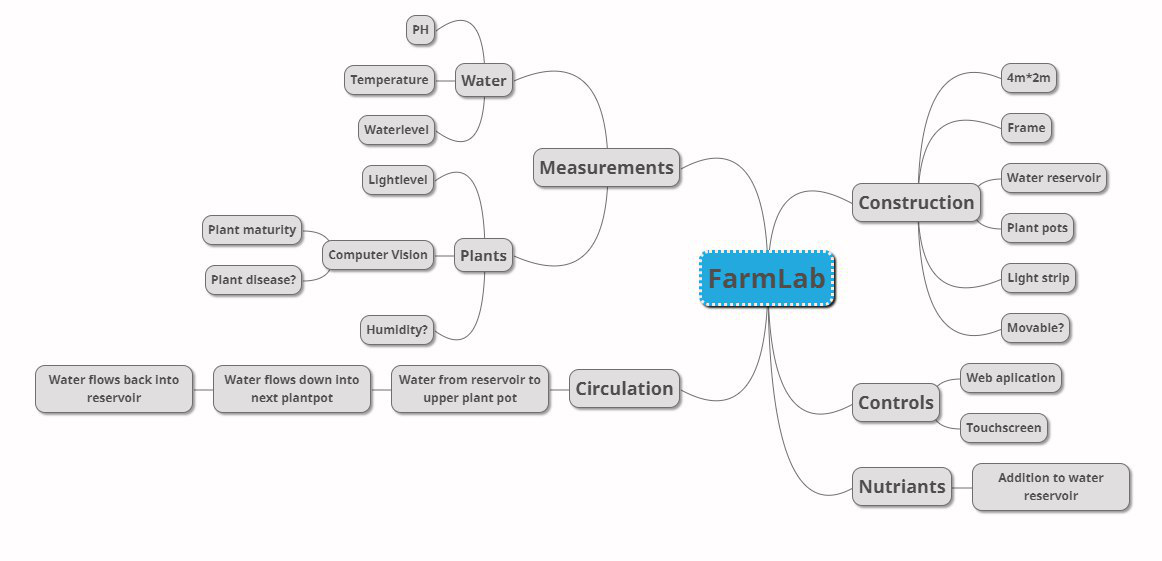 FarmLab
Measurements
Water
PH
Temperature
Waterlevel
Plants
Lightlevel
Computer Vision
Plant maturity
Plant disease?
Humidity?
Circulation
Water from reservoir to
upper plant pot
Water flows down into
next plantpot
Water flows back into
reservoir
Construction
4m*2m
Frame
Water reservoir
Plant pots
Light strip
Movable?
Controls
Web aplication
Touchscreen
Nutriants
Addition to water
reservoir